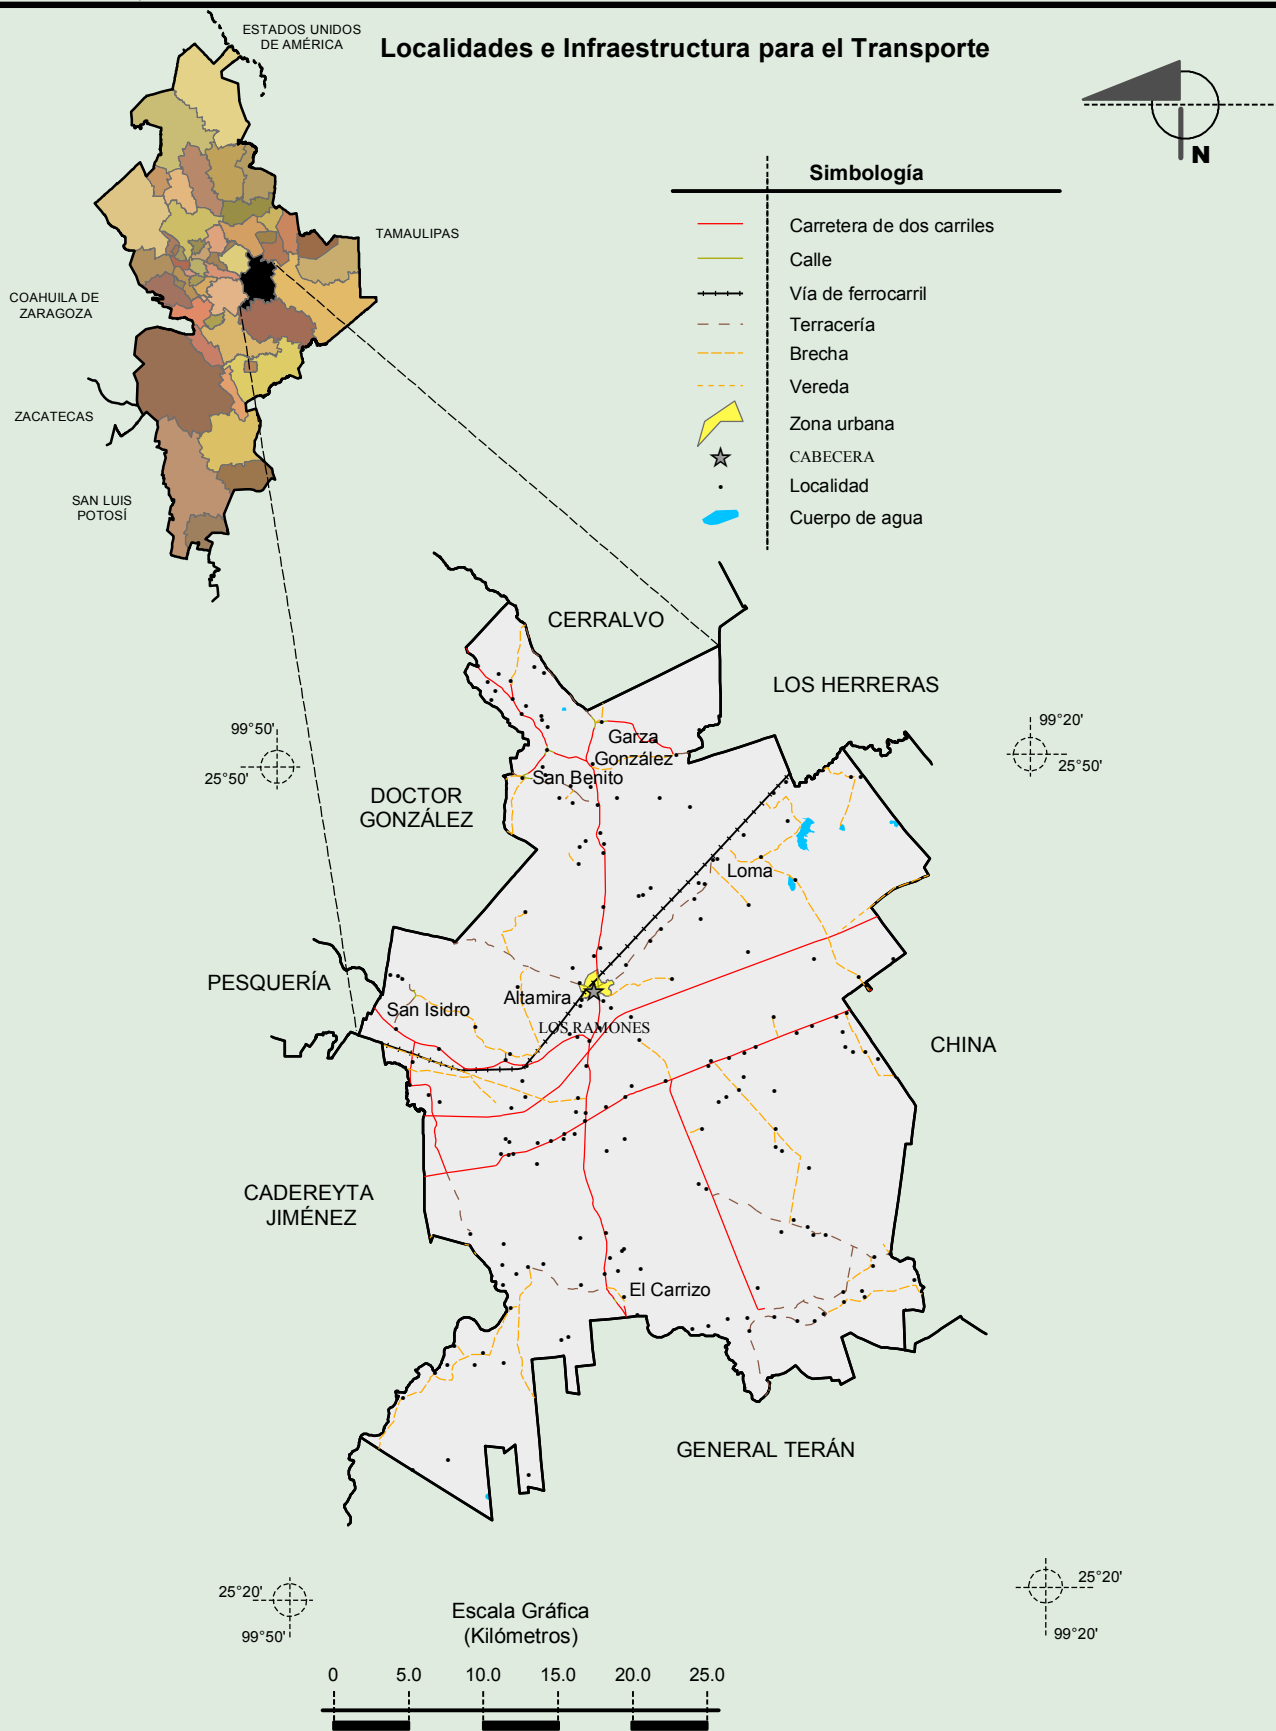 ESTADOS UNIDOS
DE AMÉRICA
Localidades e Infraestructura para el Transporte
N
Simbología
Carretera de dos carriles
Calle
Vía de ferrocarril
Terracería
Brecha
Vereda
Zona urbana
CABECERA
Localidad
Cuerpo de agua
TAMAULIPAS
COAHUILA DE
ZARAGOZA
ZACATECAS
SAN LUIS
POTOSÍ
CERRALVO
LOS HERRERAS
99°50'
25°50'
99°20'
25°50'
Garza
González
San Benito
DOCTOR
GONZÁLEZ
Loma
PESQUERÍA
San Isidro
Altamira
LOS RAMONES
CHINA
CADEREYTA
JIMÉNEZ
El Carrizo
GENERAL TERÁN
25°20'
99°50'
25°20'
99°20'
Escala Gráfica
(Kilómetros)
0 5.0 10.0 15.0 20.0 25.0